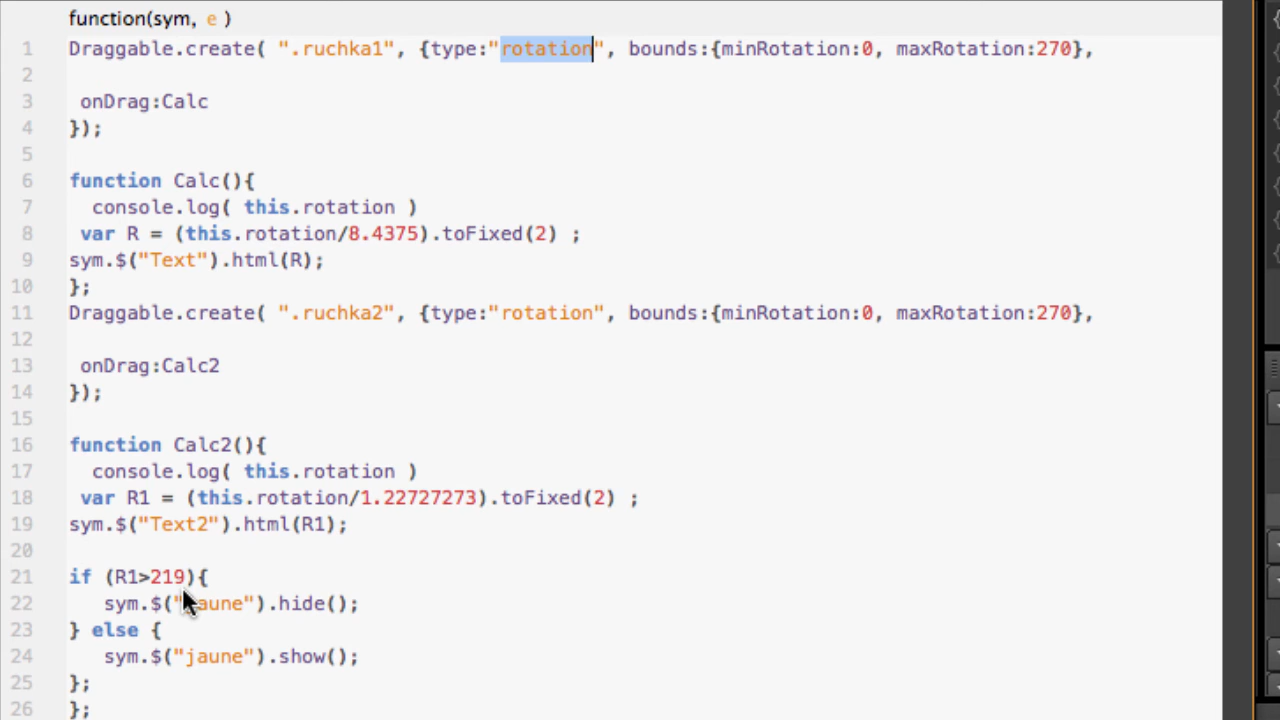 function(sym, e )
1 Draggable.create( ".ruchka1", {type:"rotation", bounds:{minRotation:0, maxRotation:270},
2
3  onDrag:Calc
4 });
5
6 function Calc(){
7   console.log( this.rotation )
8  var R = (this.rotation/8.4375).toFixed(2) ;
9 sym.$("Text").html(R);
10 };
11 Draggable.create( ".ruchka2", {type:"rotation", bounds:{minRotation:0, maxRotation:270},
12
13  onDrag:Calc2
14 });
15
16 function Calc2(){
17   console.log( this.rotation )
18  var R1 = (this.rotation/1.22727273).toFixed(2) ;
19 sym.$("Text2").html(R1);
20
21 if (R1>219){
22    sym.$("jaune").hide();
23 } else {
24    sym.$("jaune").show();
25 };
26 };